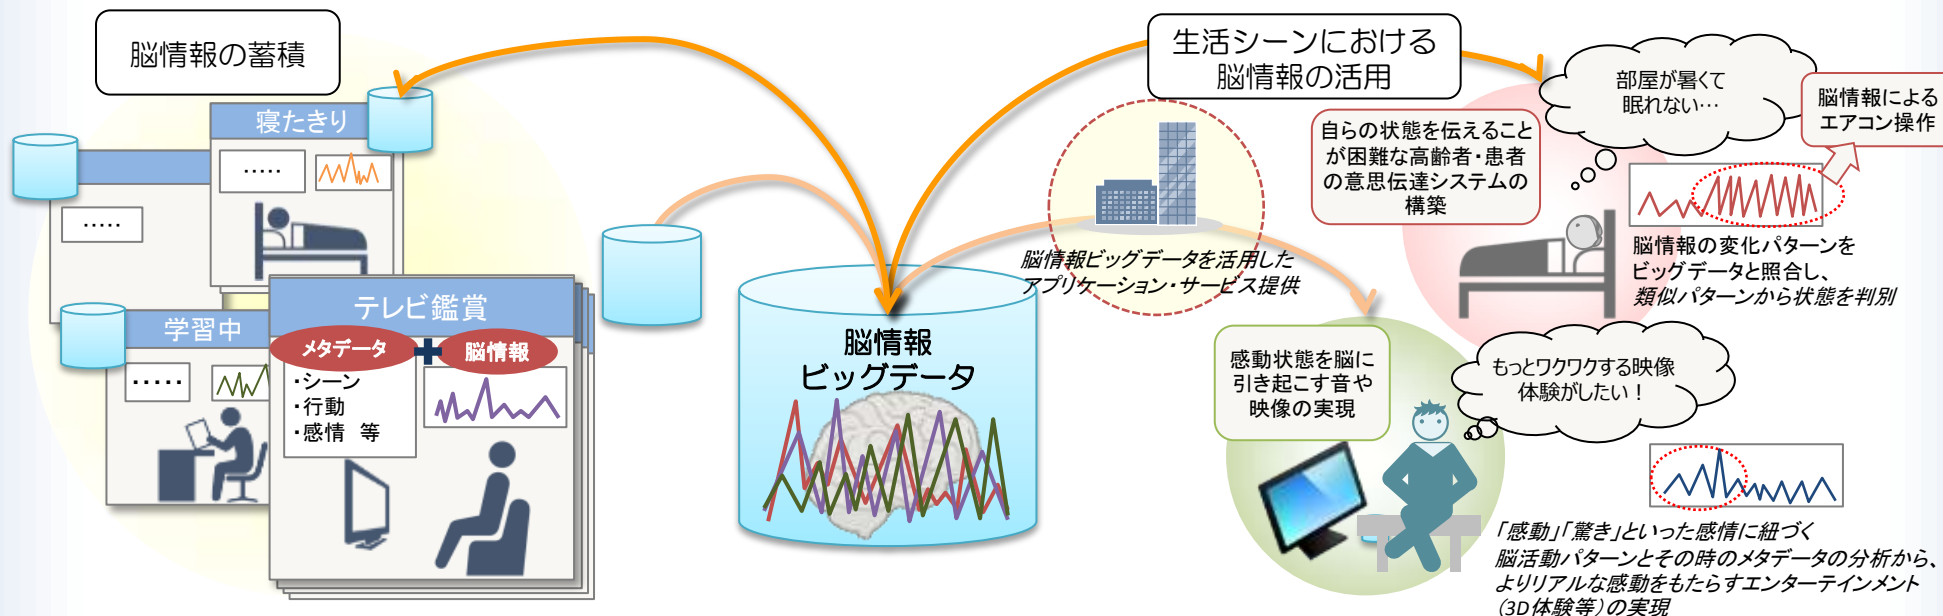 脳情報の蓄積
寝たきり
‥‥‥
‥‥‥
学習中
‥‥‥
テレビ鑑賞
メタデータ
脳情報
・シーン
・行動
・感情 等
脳情報
ビッグデータ
生活シーンにおける
脳情報の活用
脳情報ビッグデータを活用した
アプリケーション・サービス提供
自らの状態を伝えること
が困難な高齢者・患者
の意思伝達システムの
構築
部屋が暑くて
眠れない…
脳情報による
エアコン操作
脳情報の変化パターンを
ビッグデータと照合し、
類似パターンから状態を判別
感動状態を脳に
引き起こす音や
映像の実現
もっとワクワクする映像
体験がしたい！
「感動」「驚き」といった感情に紐づく
脳活動パターンとその時のメタデータの分析から、
よりリアルな感動をもたらすエンターテインメント
（3D体験等）の実現